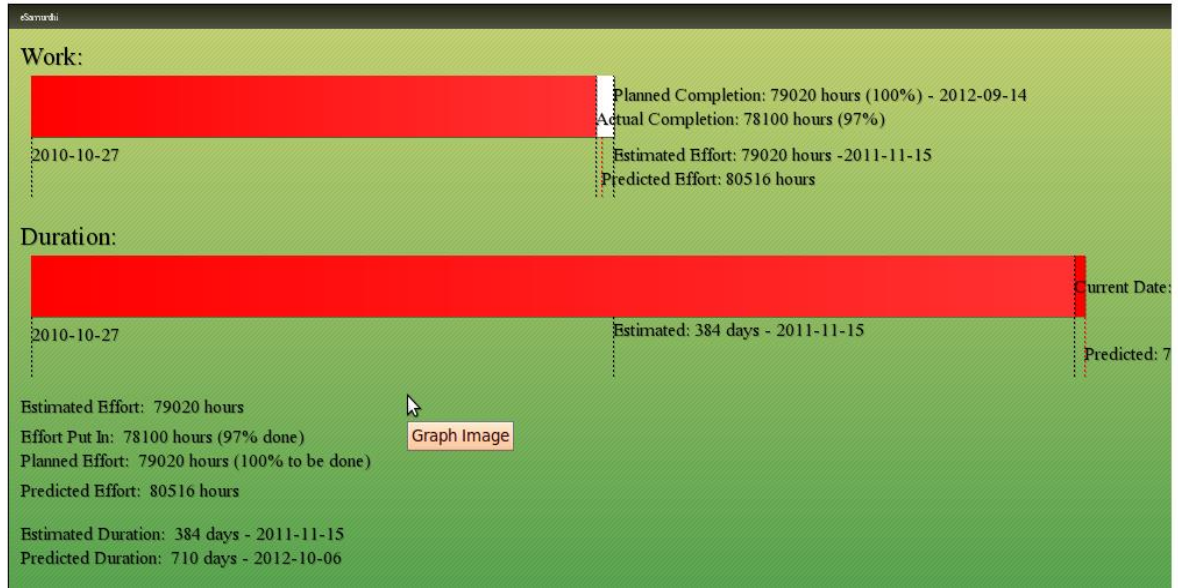 eSamurdhi
Work:
Planned Completion: 79020 hours (100%) - 2012-09-14
Actual Completion: 78100 hours (97%)
2010-10-27
Estimated Effort: 79020 hours -2011-11-15
Predicted Effort: 80516 hours
Duration:
Current Date:
2010-10-27
Estimated: 384 days - 2011-11-15
Predicted: 7
Estimated Effort: 79020 hours
Effort Put In: 78100 hours (97% done)
Graph Image
Planned Effort: 79020 hours (100% to be done)
Predicted Effort: 80516 hours
Estimated Duration: 384 days - 2011-11-15
Predicted Duration: 710 days - 2012-10-06